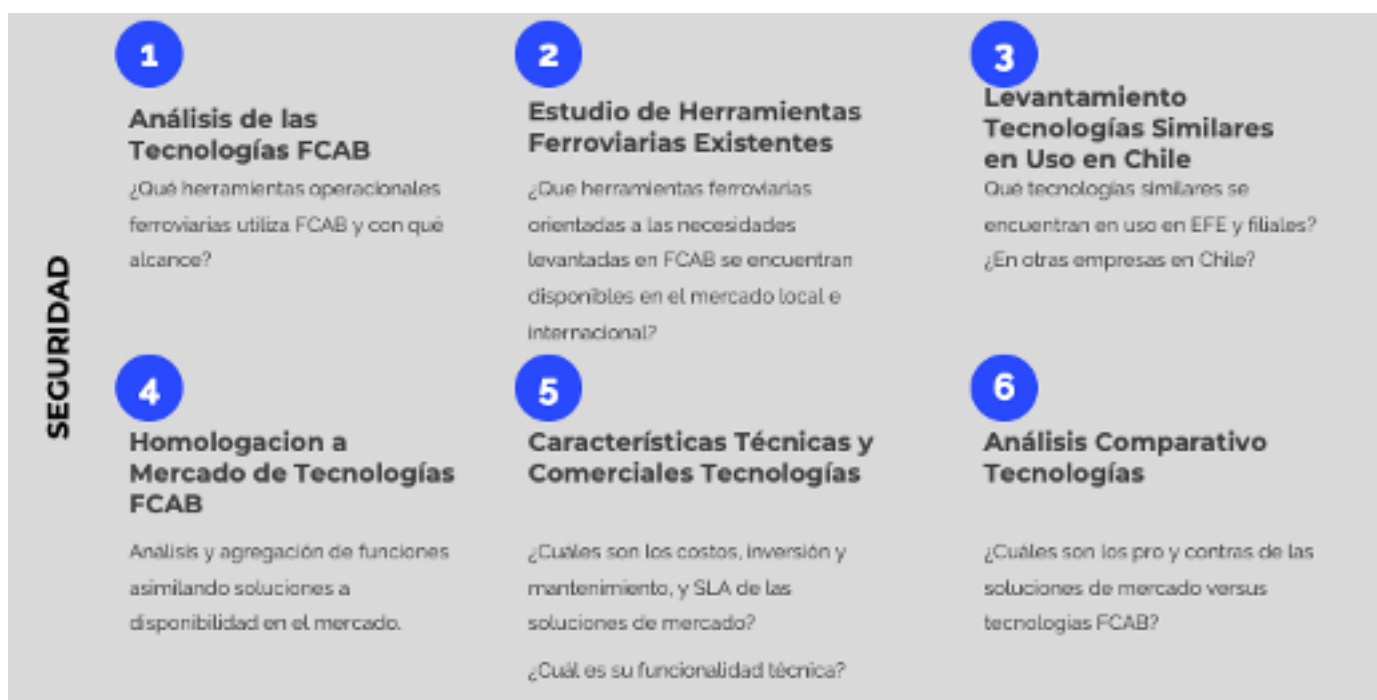 SEGURIDAD
1
Análisis de las
Tecnologías FCAB
¿Qué herramientas operacionales
ferroviarias utiliza FCAB y con qué
alcance?
2
Estudio de Herramientas
Ferroviarias Existentes
¿Que herramientas ferroviarias
orientadas a las necesidades
levantadas en FCAB se encuentran
disponibles en el mercado local e
internacional?
3
Levantamiento
Tecnologías Similares
en Uso en Chile
Qué tecnologías similares se
encuentran en uso en EFE y filiales?
¿En otras empresas en Chile?
4
Homologacion a
Mercado de Tecnologías
FCAB
Análisis y agregación de funciones
asimilando soluciones a
disponibilidad en el mercado.
5
Características Técnicas y
Comerciales Tecnologías
¿Cuáles son los costos, inversión y
mantenimiento, y SLA de las
soluciones de mercado?
¿Cuál es su funcionalidad técnica?
6
Análisis Comparativo
Tecnologías
¿Cuáles son los pro y contras de las
soluciones de mercado versus
tecnologias FCAB?